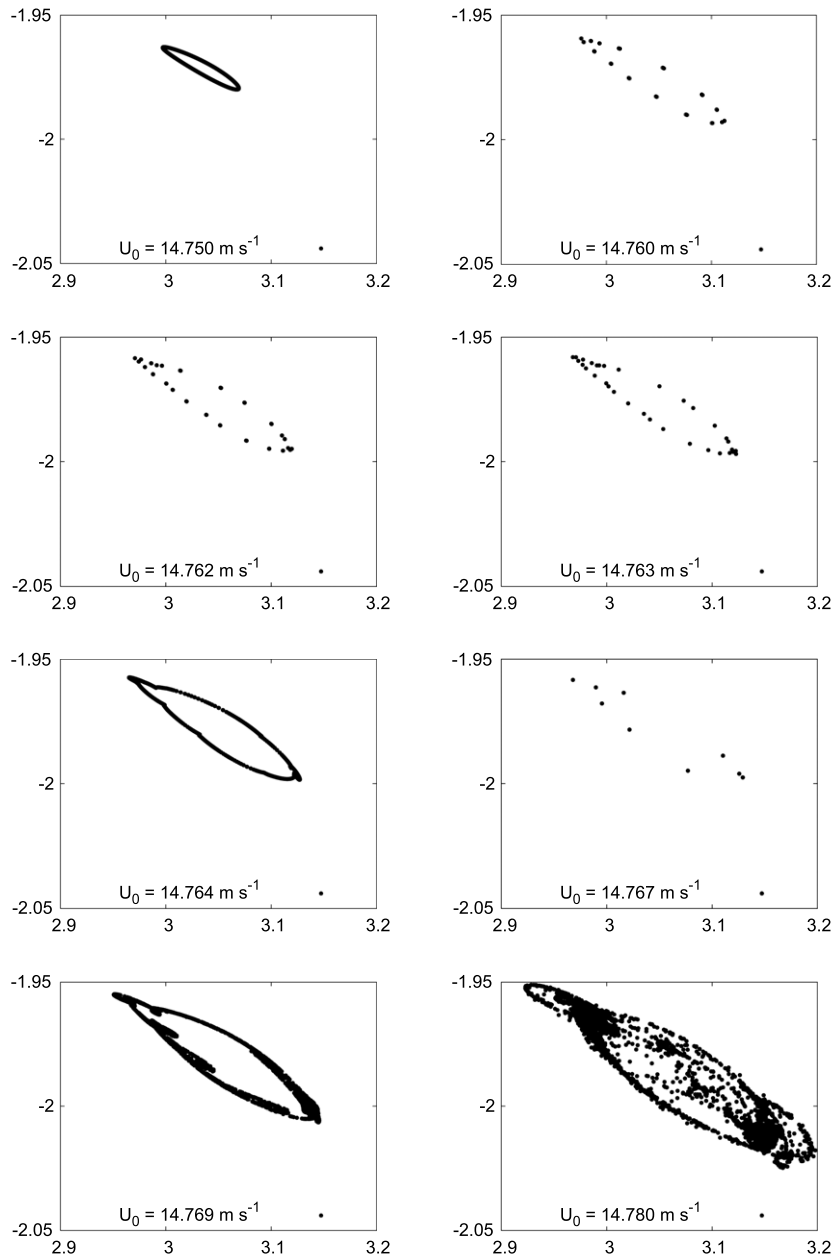 -1.95
-2
U₀ = 14.750 m s⁻¹
-2.05
2.9 3 3.1 3.2
-1.95
-2
U₀ = 14.760 m s⁻¹
-2.05
2.9 3 3.1 3.2
-1.95
-2
U₀ = 14.762 m s⁻¹
-2.05
2.9 3 3.1 3.2
-1.95
-2
U₀ = 14.763 m s⁻¹
-2.05
2.9 3 3.1 3.2
-1.95
-2
U₀ = 14.764 m s⁻¹
-2.05
2.9 3 3.1 3.2
-1.95
-2
U₀ = 14.767 m s⁻¹
-2.05
2.9 3 3.1 3.2
-1.95
-2
U₀ = 14.769 m s⁻¹
-2.05
2.9 3 3.1 3.2
-1.95
-2
U₀ = 14.780 m s⁻¹
-2.05
2.9 3 3.1 3.2